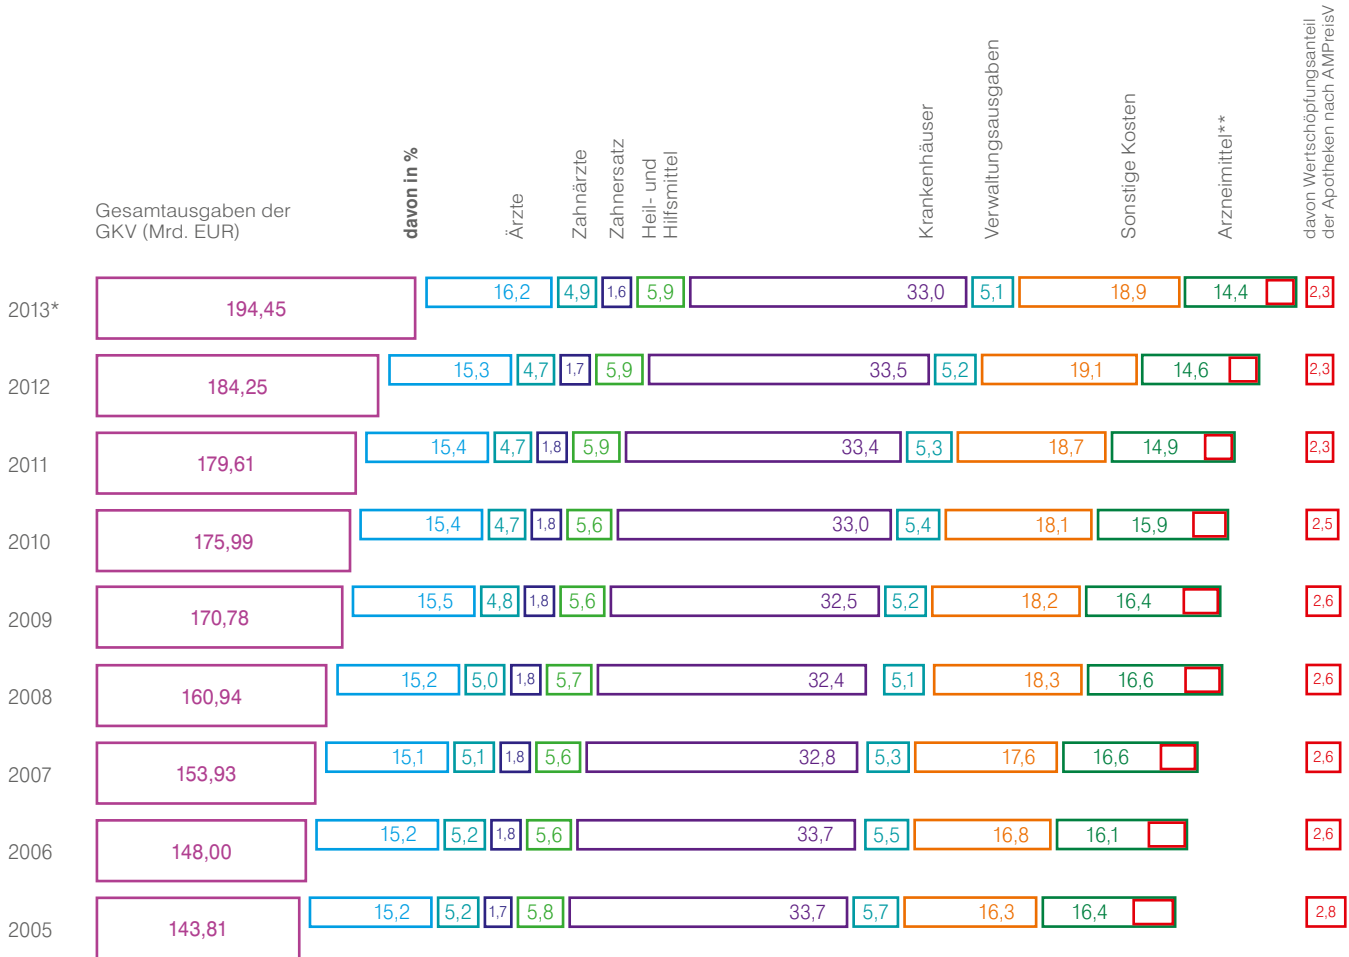 Gesamtausgaben der
GKV (Mrd. EUR)
davon in %
Ärzte
Zahnärzte
Zahnersatz
Heil- und
Hilfsmittel
Krankenhäuser
Verwaltungsausgaben
Sonstige Kosten
Arzneimittel**
davon Wertschöpfungsanteil
der Apotheken nach AMPreisV
2013* 194,45 16,2 4,9 1,6 5,9 33,0 5,1 18,9 14,4 2,3
2012 184,25 15,3 4,7 1,7 5,9 33,5 5,2 19,1 14,6 2,3
2011 179,61 15,4 4,7 1,8 5,9 33,4 5,3 18,7 14,9 2,3
2010 175,99 15,4 4,7 1,8 5,6 33,0 5,4 18,1 15,9 2,5
2009 170,78 15,5 4,8 1,8 5,6 32,5 5,2 18,2 16,4 2,6
2008 160,94 15,2 5,0 1,8 5,7 32,4 5,1 18,3 16,6 2,6
2007 153,93 15,1 5,1 1,8 5,6 32,8 5,3 17,6 16,6 2,6
2006 148,00 15,2 5,2 1,8 5,6 33,7 5,5 16,8 16,1 2,6
2005 143,81 15,2 5,2 1,7 5,8 33,7 5,7 16,3 16,4 2,8